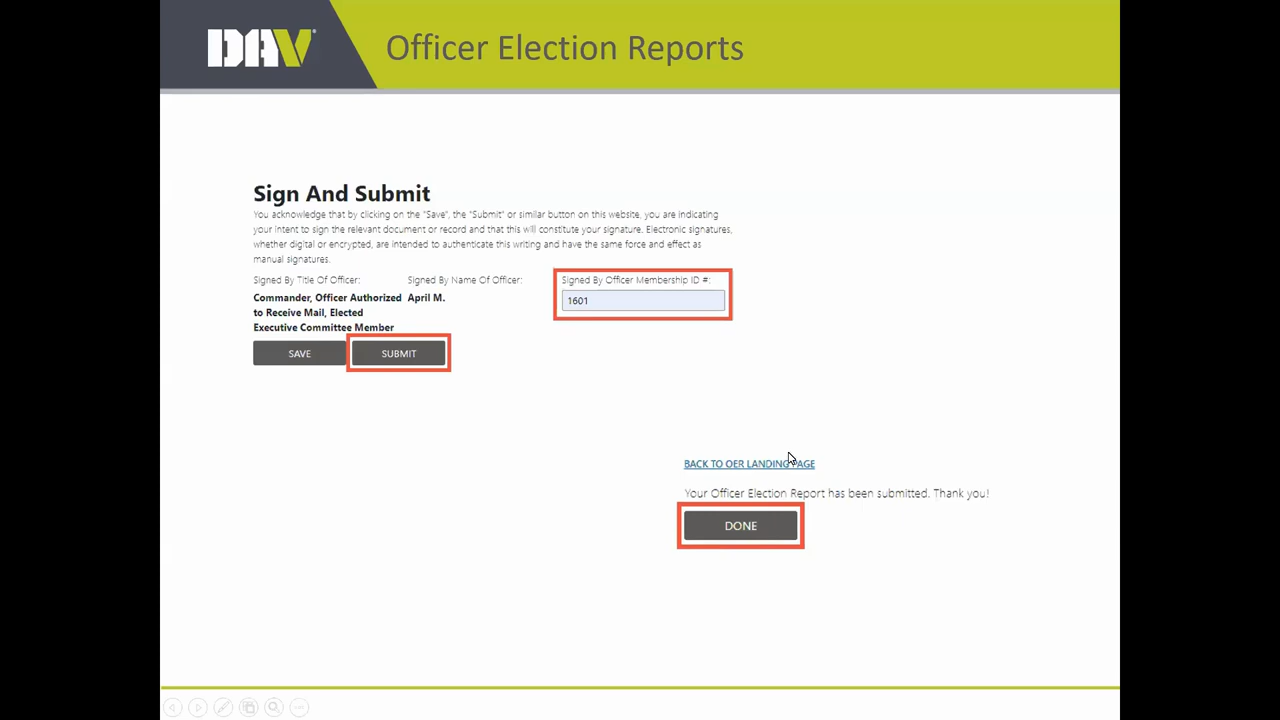 DAV
Officer Election Reports
Sign And Submit
You acknowledge that by clicking on the "Save", the "Submit" or similar button on this website, you are indicating
your intent to sign the relevant document or record and that this will constitute your signature. Electronic signatures,
whether digital or encrypted, are intended to authenticate this writing and have the same force and effect as
manual signatures.
Signed By Title Of Officer: Signed By Name Of Officer: Signed By Officer Membership ID #:
Commander, Officer Authorized April M. 1601
to Receive Mail, Elected
Executive Committee Member
SAVE SUBMIT
BACK TO OER LANDING PAGE
Your Officer Election Report has been submitted. Thank you!
DONE